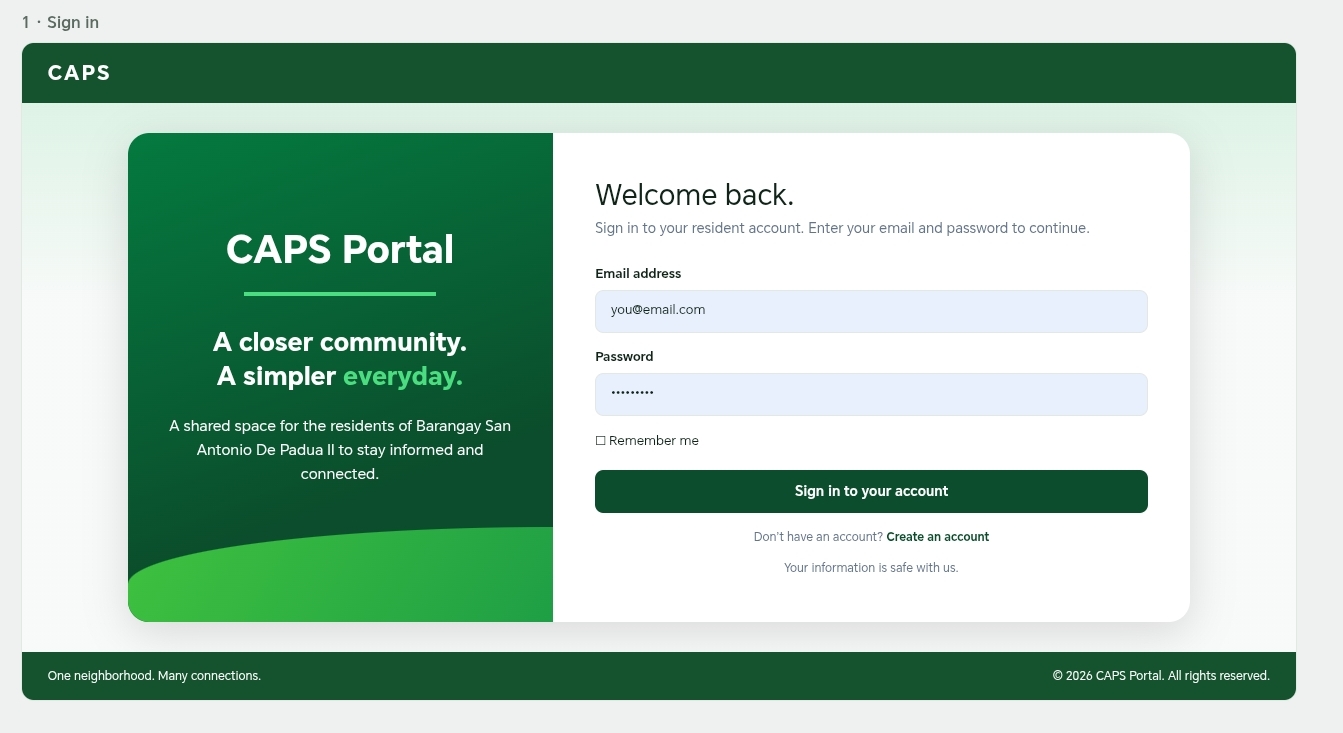 1 · Sign in
CAPS
CAPS Portal
A closer community.
A simpler everyday.
A shared space for the residents of Barangay San
Antonio De Padua II to stay informed and
connected.
Welcome back.
Sign in to your resident account. Enter your email and password to continue.
Email address
you@email.com
Password
•••••••••
☐ Remember me
Sign in to your account
Don't have an account? Create an account
Your information is safe with us.
One neighborhood. Many connections.
© 2026 CAPS Portal. All rights reserved.